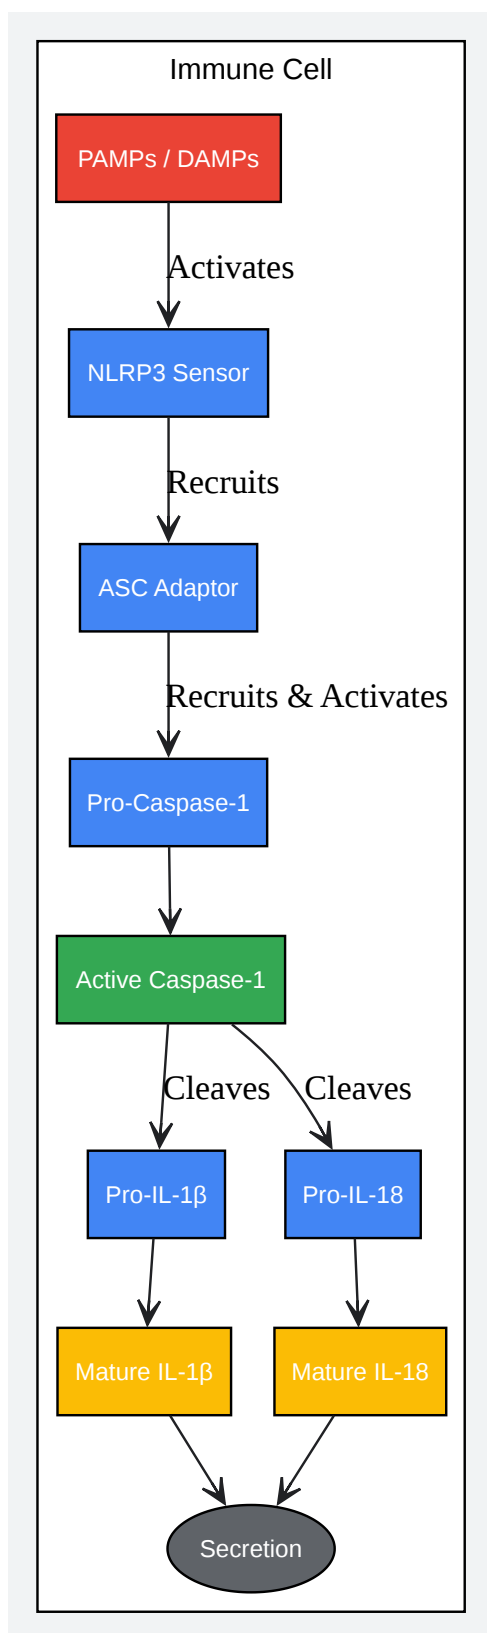 Immune Cell
PAMPs / DAMPs
Activates
NLRP3 Sensor
Recruits
ASC Adaptor
Recruits & Activates
Pro-Caspase-1
Active Caspase-1
Cleaves
Cleaves
Pro-IL-1β
Pro-IL-18
Mature IL-1β
Mature IL-18
Secretion